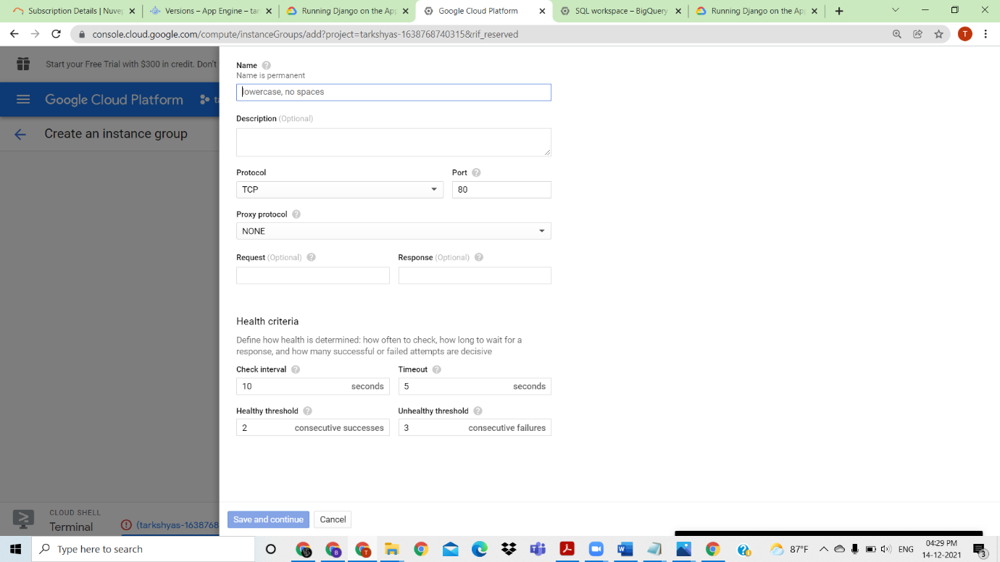 Subscription Details | Nuvep
Versions – App Engine – tar
Running Django on the App
Google Cloud Platform
SQL workspace – BigQuery
Running Django on the App
console.cloud.google.com/compute/instanceGroups/add?project=tarkshyas-1638768740315&rif_reserved
T
Start your Free Trial with $300 in credit. Don't
Google Cloud Platform
Create an instance group
Name
Name is permanent
lowercase, no spaces
Description (Optional)
Protocol
Port
TCP
80
Proxy protocol
NONE
Request (Optional)
Response (Optional)
Health criteria
Define how health is determined: how often to check, how long to wait for a
response, and how many successful or failed attempts are decisive
Check interval
Timeout
10 seconds
5 seconds
Healthy threshold
Unhealthy threshold
2 consecutive successes
3 consecutive failures
CLOUD SHELL
Terminal
(tarkshyas-1638768
Save and continue
Cancel
Type here to search
87°F
ENG
04:29 PM
14-12-2021
3